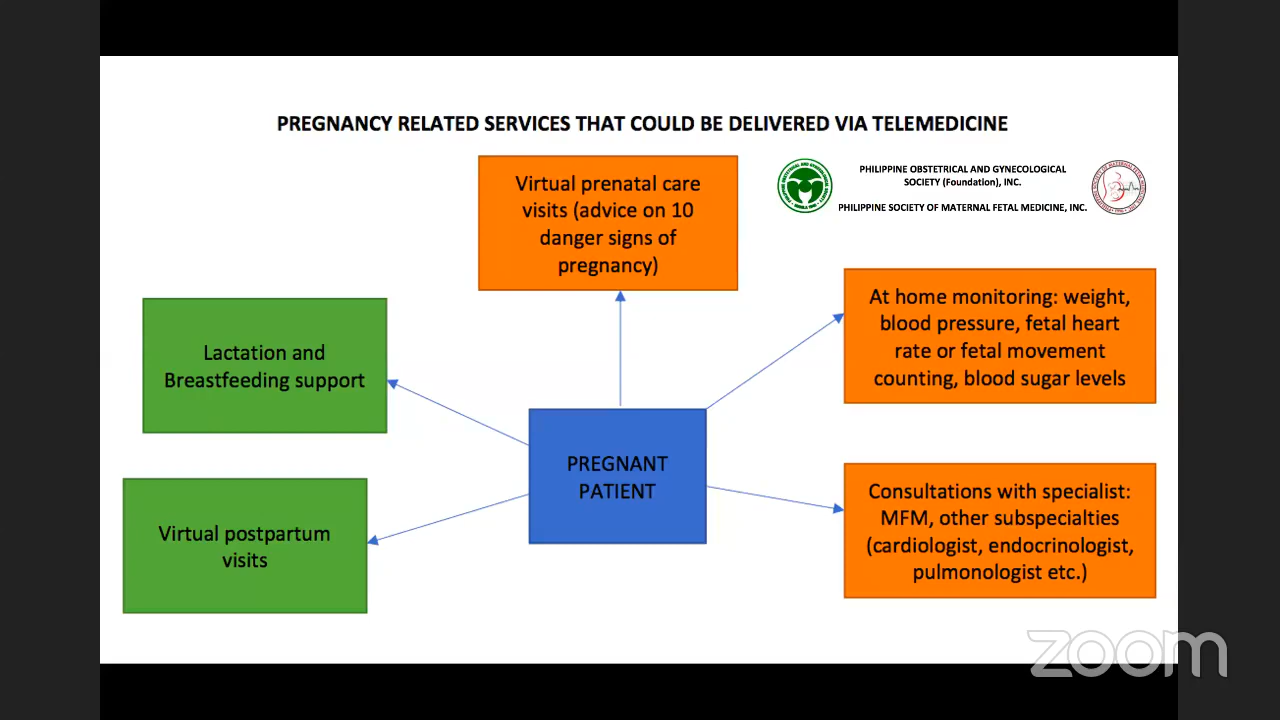 PREGNANCY RELATED SERVICES THAT COULD BE DELIVERED VIA TELEMEDICINE
PHILIPPINE OBSTETRICAL AND GYNECOLOGICAL
SOCIETY (Foundation), INC.
PHILIPPINE SOCIETY OF MATERNAL FETAL MEDICINE, INC.
Virtual prenatal care
visits (advice on 10
danger signs of
pregnancy)
At home monitoring: weight,
blood pressure, fetal heart
rate or fetal movement
counting, blood sugar levels
Lactation and
Breastfeeding support
PREGNANT
PATIENT
Consultations with specialist:
MFM, other subspecialties
(cardiologist, endocrinologist,
pulmonologist etc.)
Virtual postpartum
visits
zoom